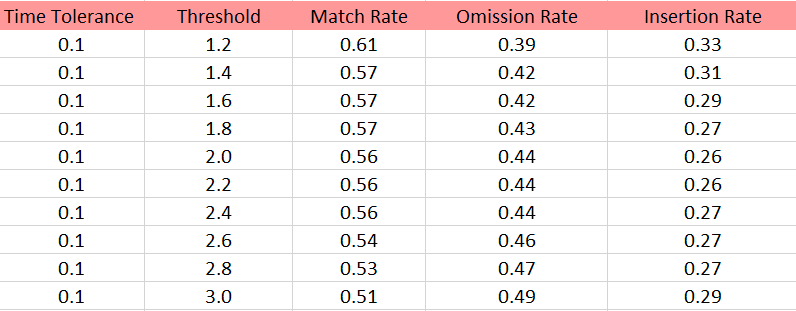 Time Tolerance Threshold Match Rate Omission Rate Insertion Rate
0.1 1.2 0.61 0.39 0.33
0.1 1.4 0.57 0.42 0.31
0.1 1.6 0.57 0.42 0.29
0.1 1.8 0.57 0.43 0.27
0.1 2.0 0.56 0.44 0.26
0.1 2.2 0.56 0.44 0.26
0.1 2.4 0.56 0.44 0.27
0.1 2.6 0.54 0.46 0.27
0.1 2.8 0.53 0.47 0.27
0.1 3.0 0.51 0.49 0.29